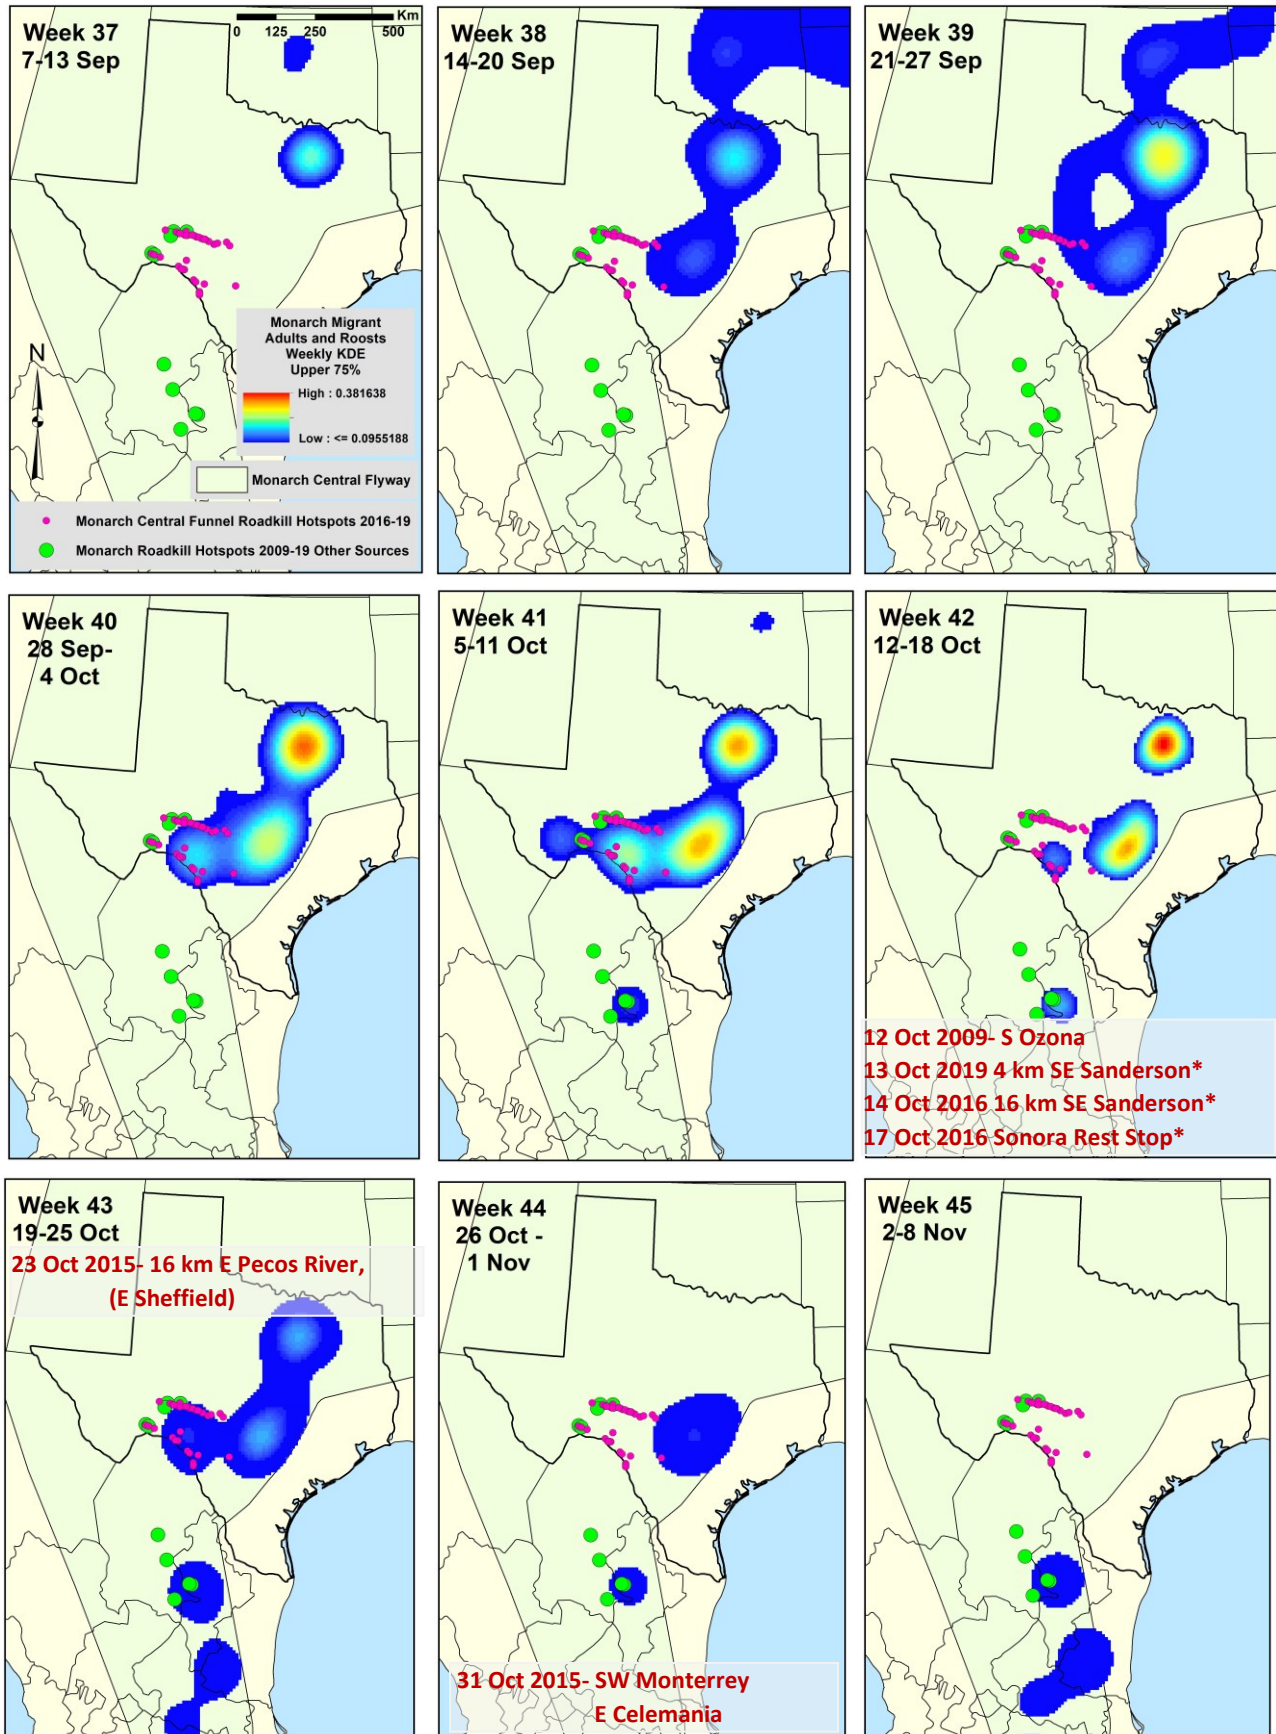 Week 37
7-13 Sep
Km
0 125 250 500
N
Monarch Migrant
Adults and Roosts
Weekly KDE
Upper 75%
High : 0.381638
Low : <= 0.0955188
Monarch Central Flyway
Monarch Central Funnel Roadkill Hotspots 2016-19
Monarch Roadkill Hotspots 2009-19 Other Sources
Week 38
14-20 Sep
Week 39
21-27 Sep
Week 40
28 Sep-
4 Oct
Week 41
5-11 Oct
Week 42
12-18 Oct
12 Oct 2009- S Ozona
13 Oct 2019 4 km SE Sanderson*
14 Oct 2016 16 km SE Sanderson*
17 Oct 2016 Sonora Rest Stop*
Week 43
19-25 Oct
23 Oct 2015- 16 km E Pecos River,
(E Sheffield)
Week 44
26 Oct -
1 Nov
31 Oct 2015- SW Monterrey
E Celemania
Week 45
2-8 Nov